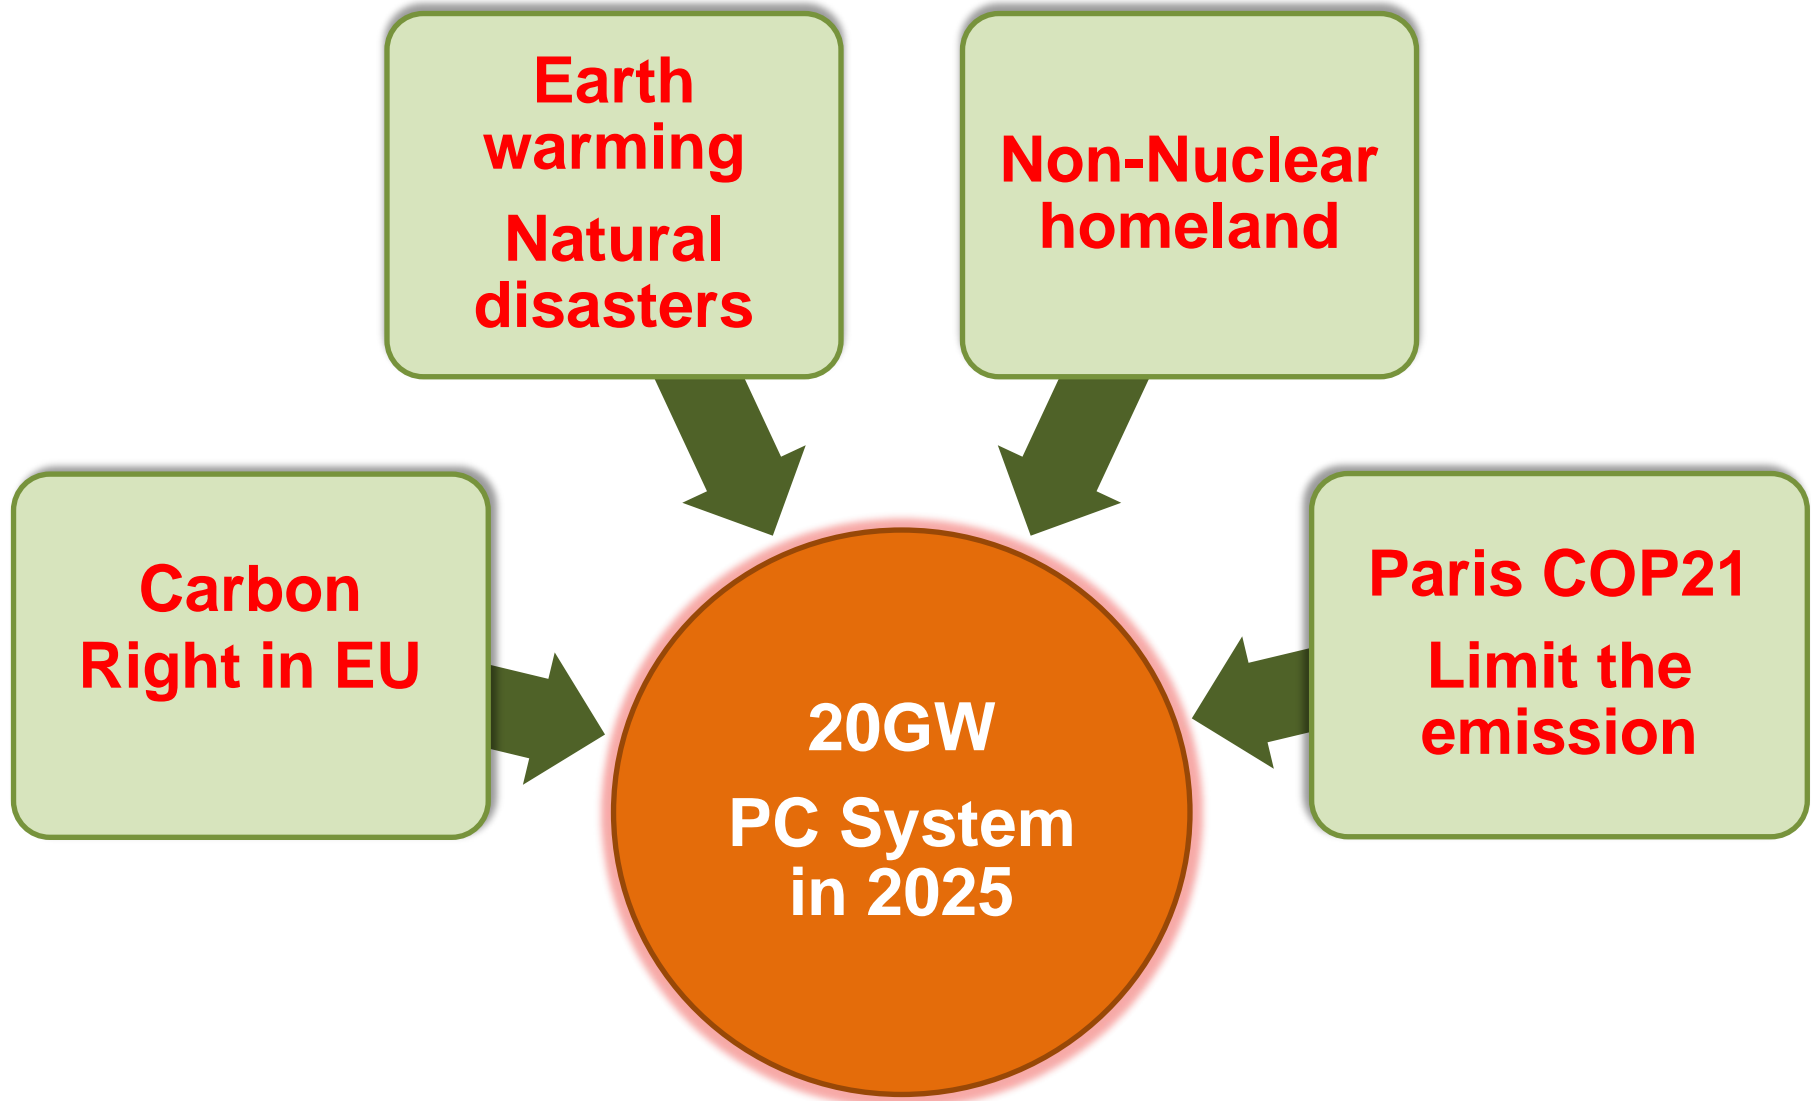 Earth
warming
Natural
disasters
Non-Nuclear
homeland
Carbon
Right in EU
Paris COP21
Limit the
emission
20GW
PC System
in 2025